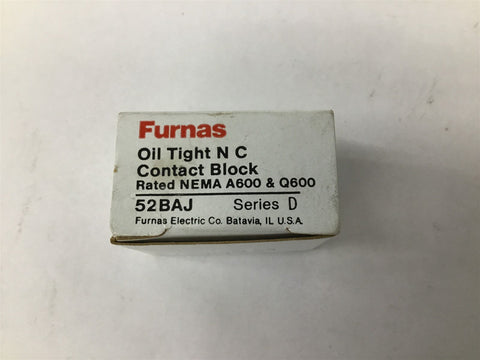 Furnas
Oil Tight N C
Contact Block
Rated NEMA A600 & Q600
52BAJ Series D
Furnas Electric Co. Batavia, IL U.S.A.